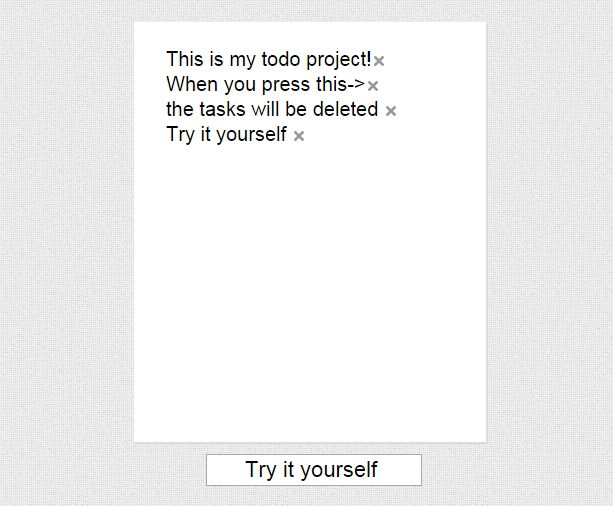 This is my todo project!
When you press this->
the tasks will be deleted
Try it yourself
Try it yourself